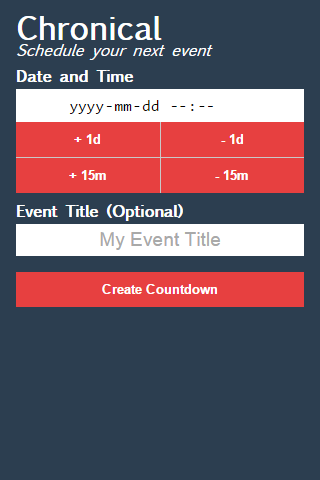 Chronical
Schedule your next event
Date and Time
yyyy-mm-dd --:--
+ 1d - 1d
+ 15m - 15m
Event Title (Optional)
My Event Title
Create Countdown